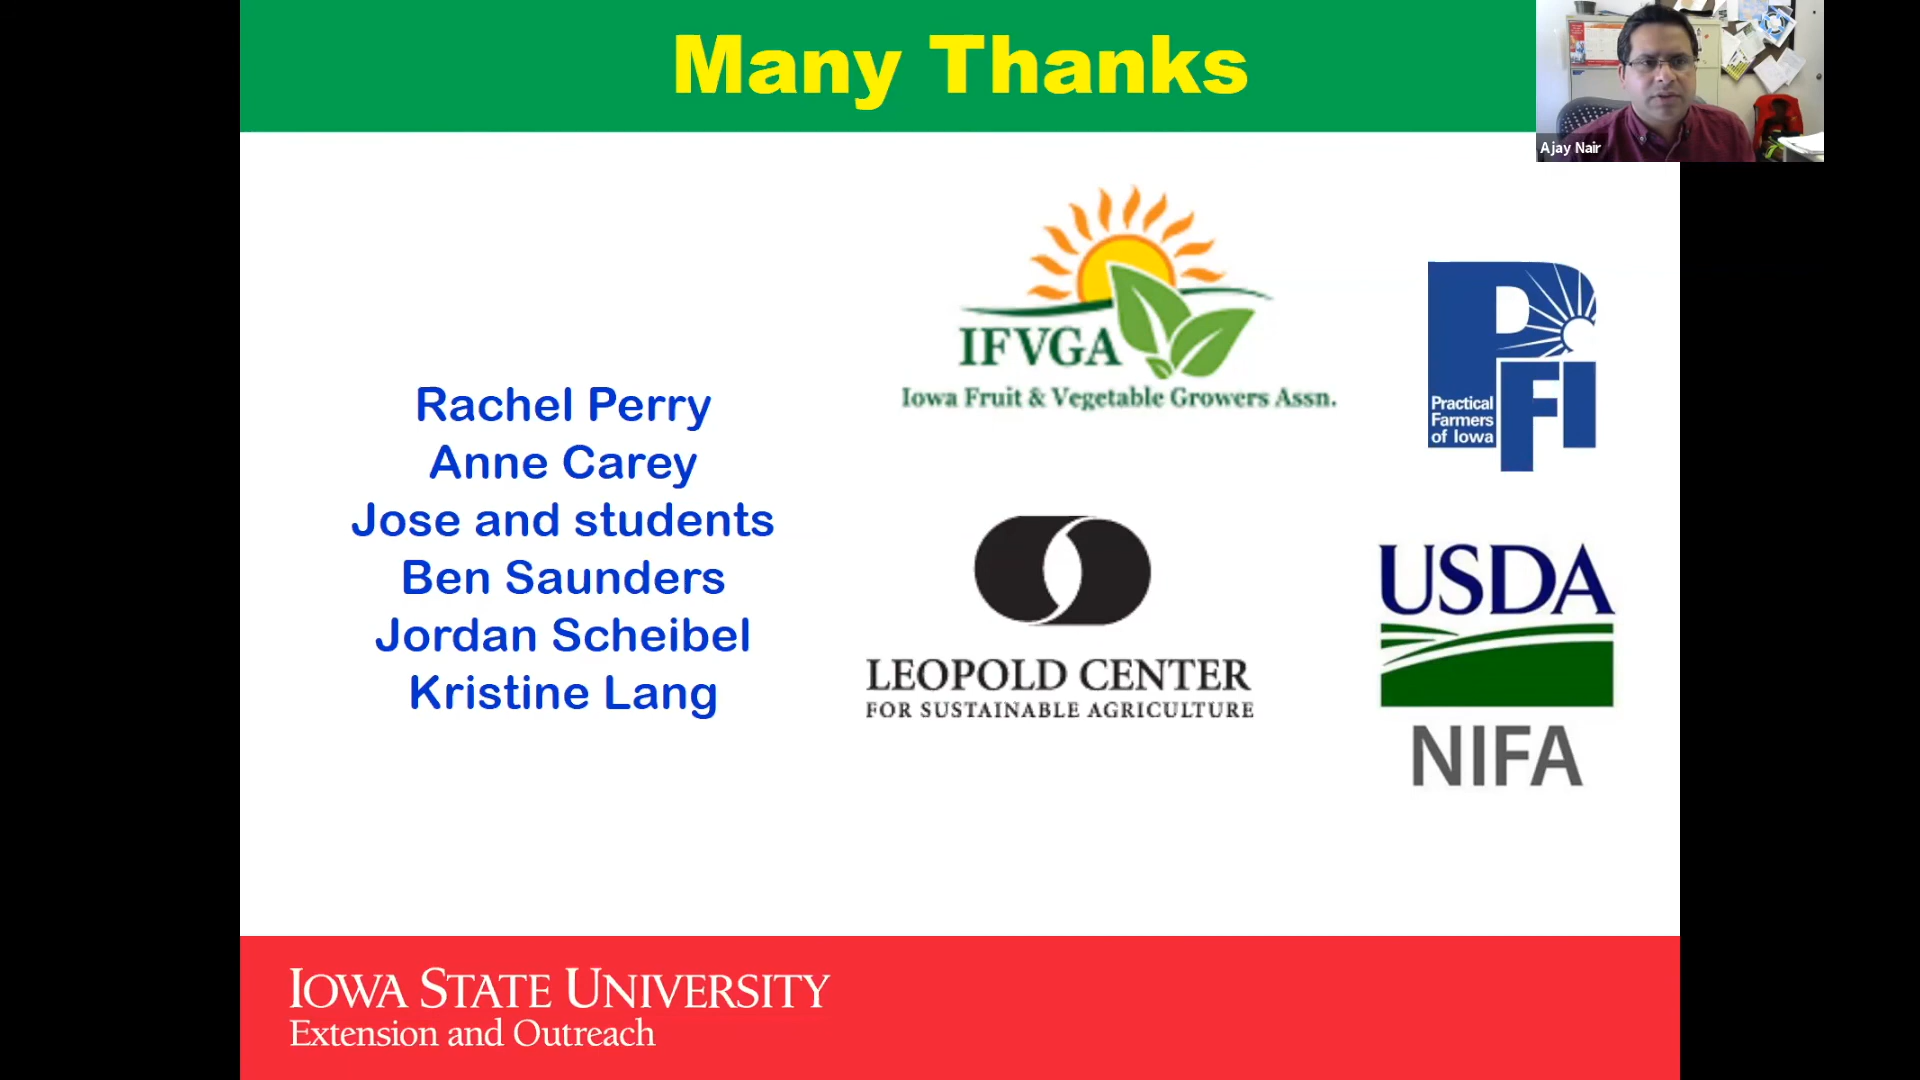 Many Thanks
Ajay Nair
Rachel Perry
Anne Carey
Jose and students
Ben Saunders
Jordan Scheibel
Kristine Lang
IFVGA
Iowa Fruit & Vegetable Growers Assn.
PFI
Practical
Farmers
of Iowa
LEOPOLD CENTER
FOR SUSTAINABLE AGRICULTURE
USDA
NIFA
IOWA STATE UNIVERSITY
Extension and Outreach